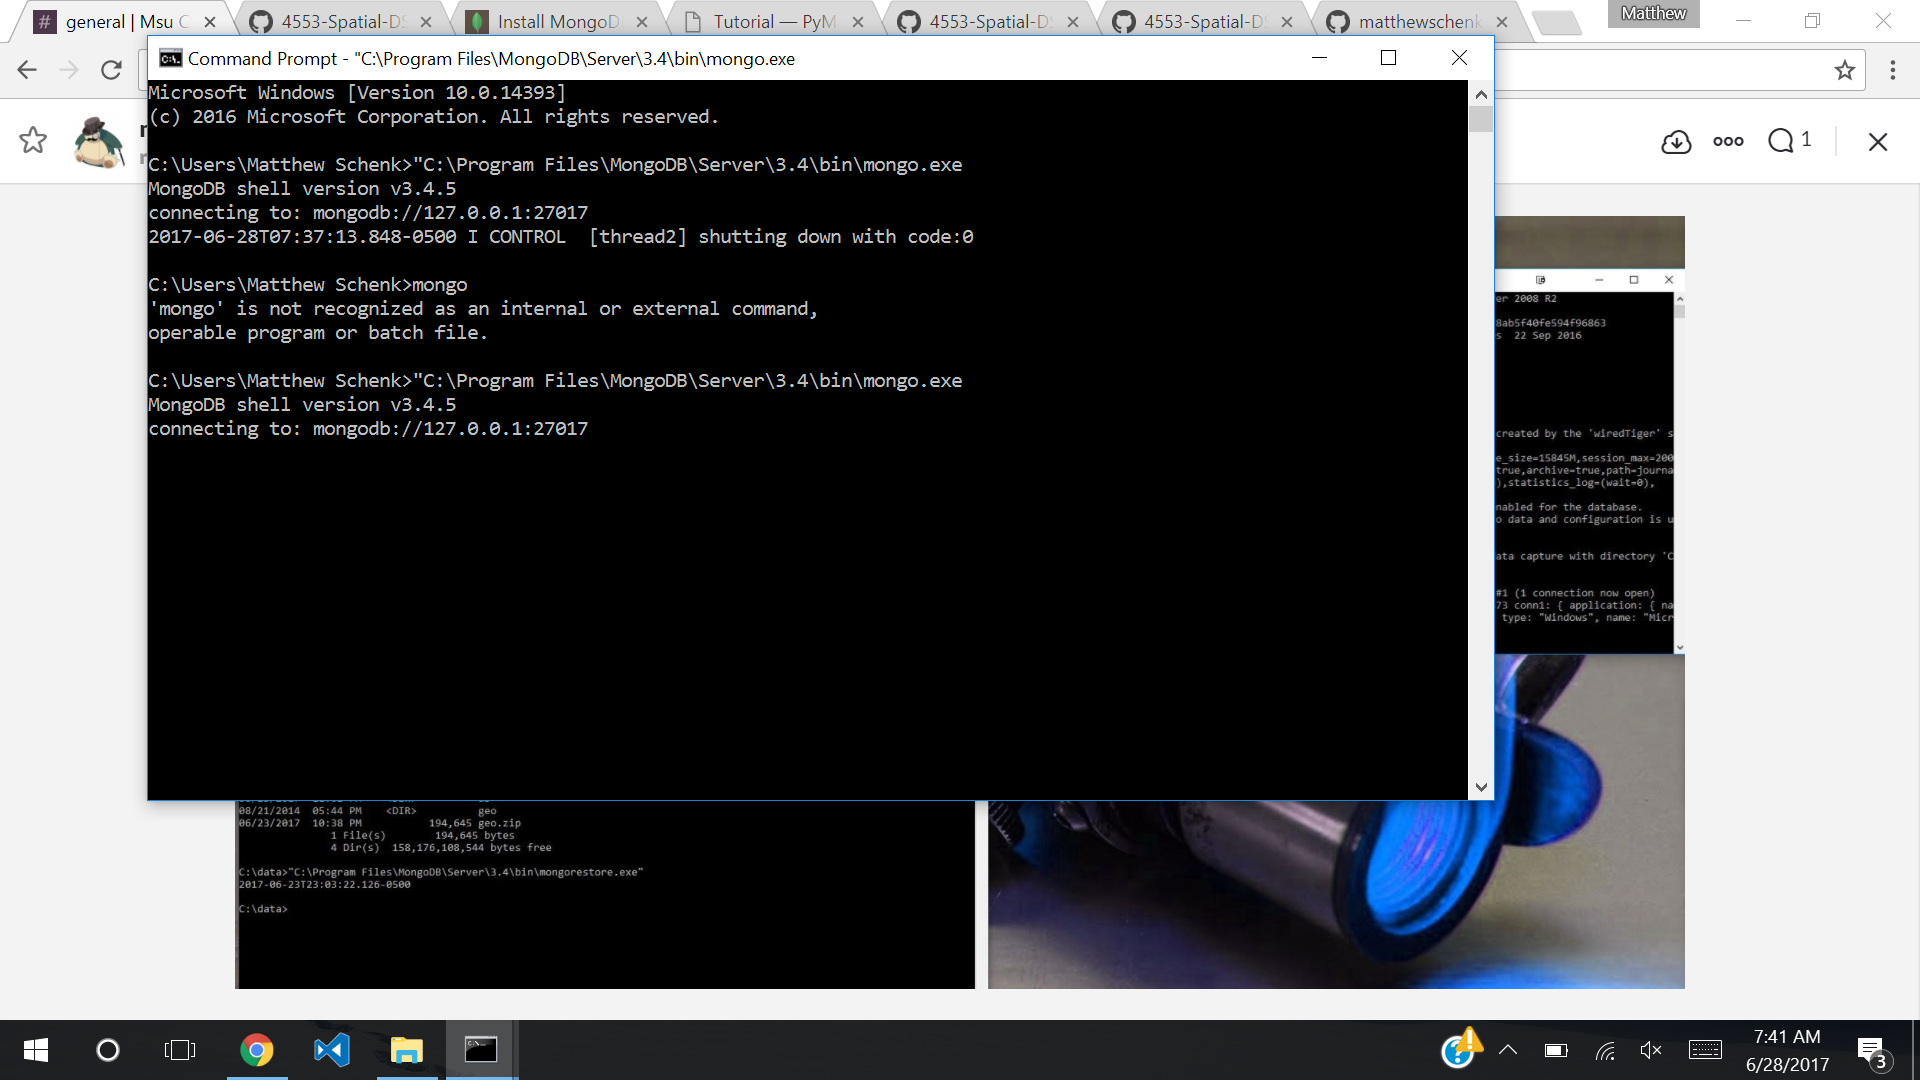 general | Msu C
4553-Spatial-DS
Install MongoD
Tutorial — PyM
4553-Spatial-DS
4553-Spatial-DS
matthewschenk
Matthew
Command Prompt - "C:\Program Files\MongoDB\Server\3.4\bin\mongo.exe
1
Microsoft Windows [Version 10.0.14393]
(c) 2016 Microsoft Corporation. All rights reserved.
C:\Users\Matthew Schenk>"C:\Program Files\MongoDB\Server\3.4\bin\mongo.exe
MongoDB shell version v3.4.5
connecting to: mongodb://127.0.0.1:27017
2017-06-28T07:37:13.848-0500 I CONTROL  [thread2] shutting down with code:0
C:\Users\Matthew Schenk>mongo
'mongo' is not recognized as an internal or external command,
operable program or batch file.
C:\Users\Matthew Schenk>"C:\Program Files\MongoDB\Server\3.4\bin\mongo.exe
MongoDB shell version v3.4.5
connecting to: mongodb://127.0.0.1:27017
er 2008 R2
8ab5f40fe594f96863
s  22 Sep 2016
created by the 'wiredTiger' s
e_size=15845M,session_max=200
true,archive=true,path=journa
),statistics_log=(wait=0),
nabled for the database.
o data and configuration is u
ata capture with directory 'C
#1 (1 connection now open)
73 conn1: { application: { na
type: "Windows", name: "Micr
08/21/2014  05:44 PM    <DIR>          geo
06/23/2017  10:38 PM           194,645 geo.zip
1 File(s)        194,645 bytes
4 Dir(s)  158,176,108,544 bytes free
C:\data>"C:\Program Files\MongoDB\Server\3.4\bin\mongorestore.exe"
2017-06-23T23:03:22.126-0500
C:\data>
7:41 AM
6/28/2017
3